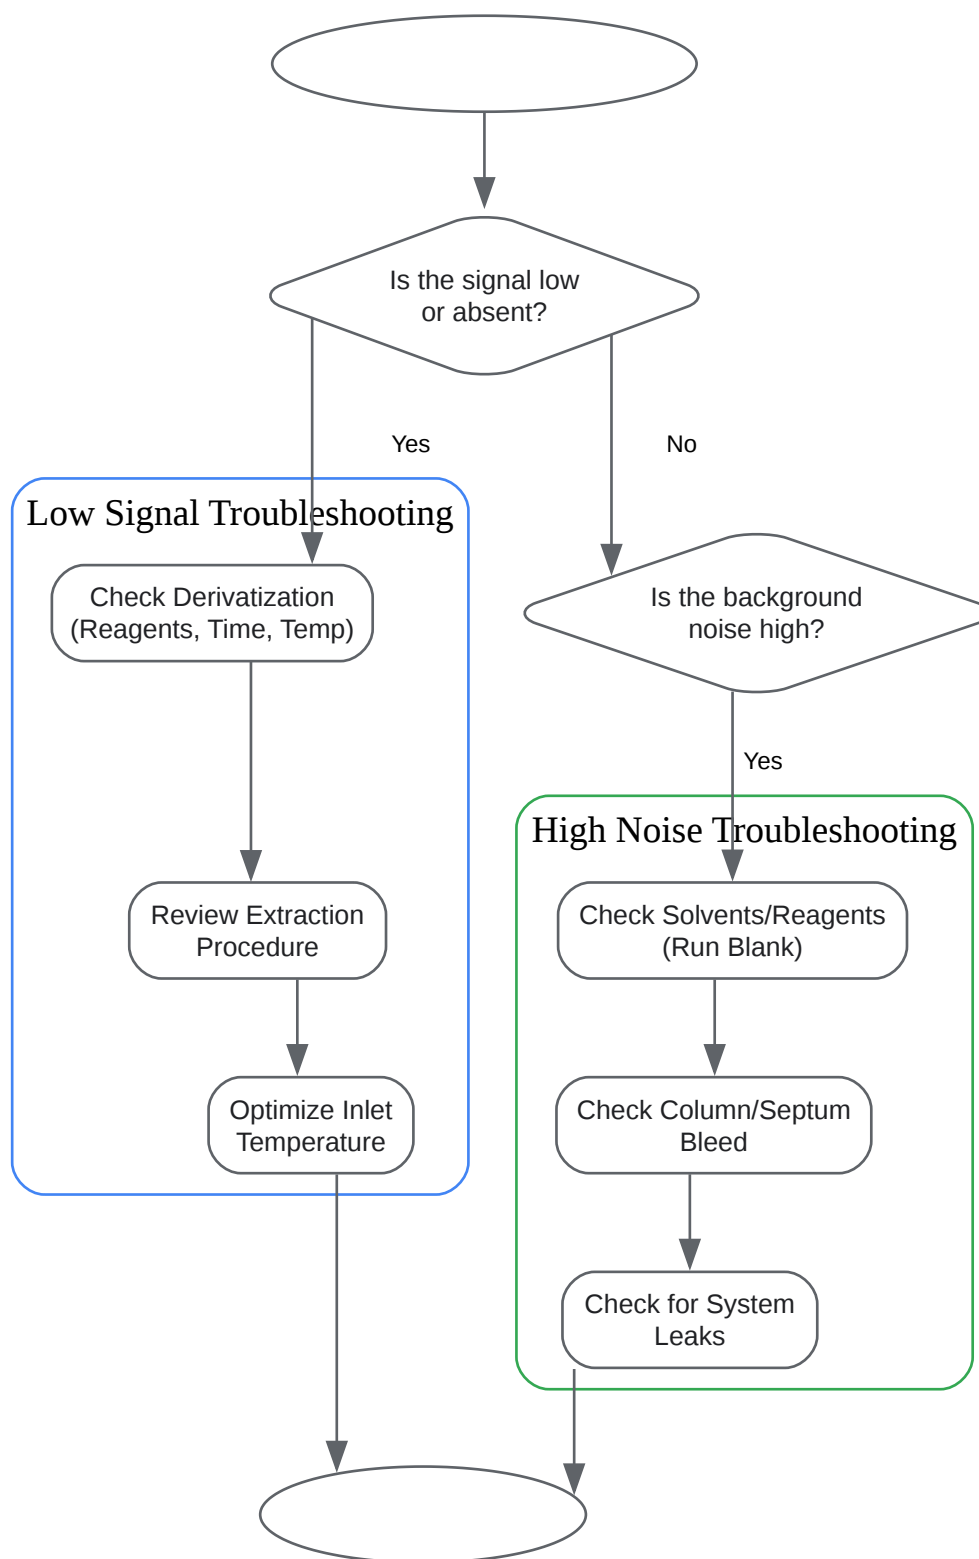 Is the signal low
or absent?
Yes
No
Low Signal Troubleshooting
Check Derivatization
(Reagents, Time, Temp)
Is the background
noise high?
Yes
High Noise Troubleshooting
Review Extraction
Procedure
Check Solvents/Reagents
(Run Blank)
Optimize Inlet
Temperature
Check Column/Septum
Bleed
Check for System
Leaks